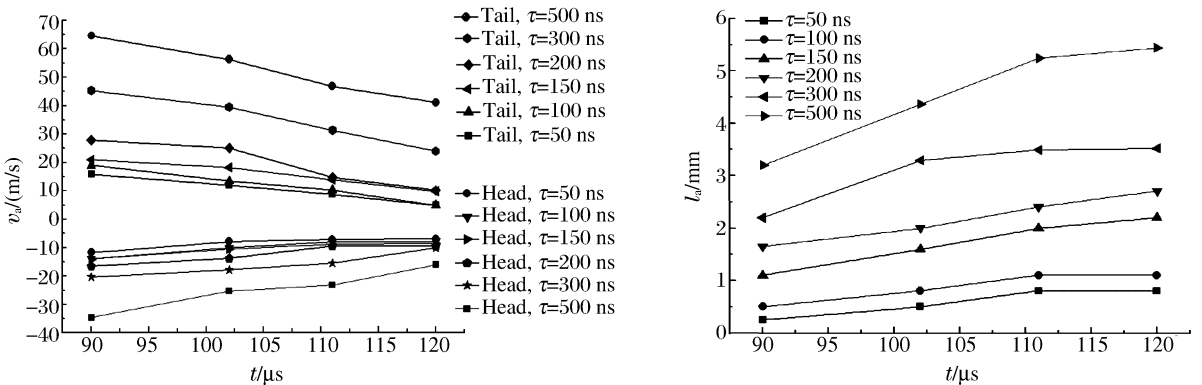 70
60
50
40
30
20
10
0
−10
−20
−30
−40
v_a/(m/s)
90 95 100 105 110 115 120
t/μs
Tail, τ=500 ns
Tail, τ=300 ns
Tail, τ=200 ns
Tail, τ=150 ns
Tail, τ=100 ns
Tail, τ=50 ns
Head, τ=50 ns
Head, τ=100 ns
Head, τ=150 ns
Head, τ=200 ns
Head, τ=300 ns
Head, τ=500 ns
6
5
4
3
2
1
0
l_a/mm
τ=50 ns
τ=100 ns
τ=150 ns
τ=200 ns
τ=300 ns
τ=500 ns
90 95 100 105 110 115 120
t/μs